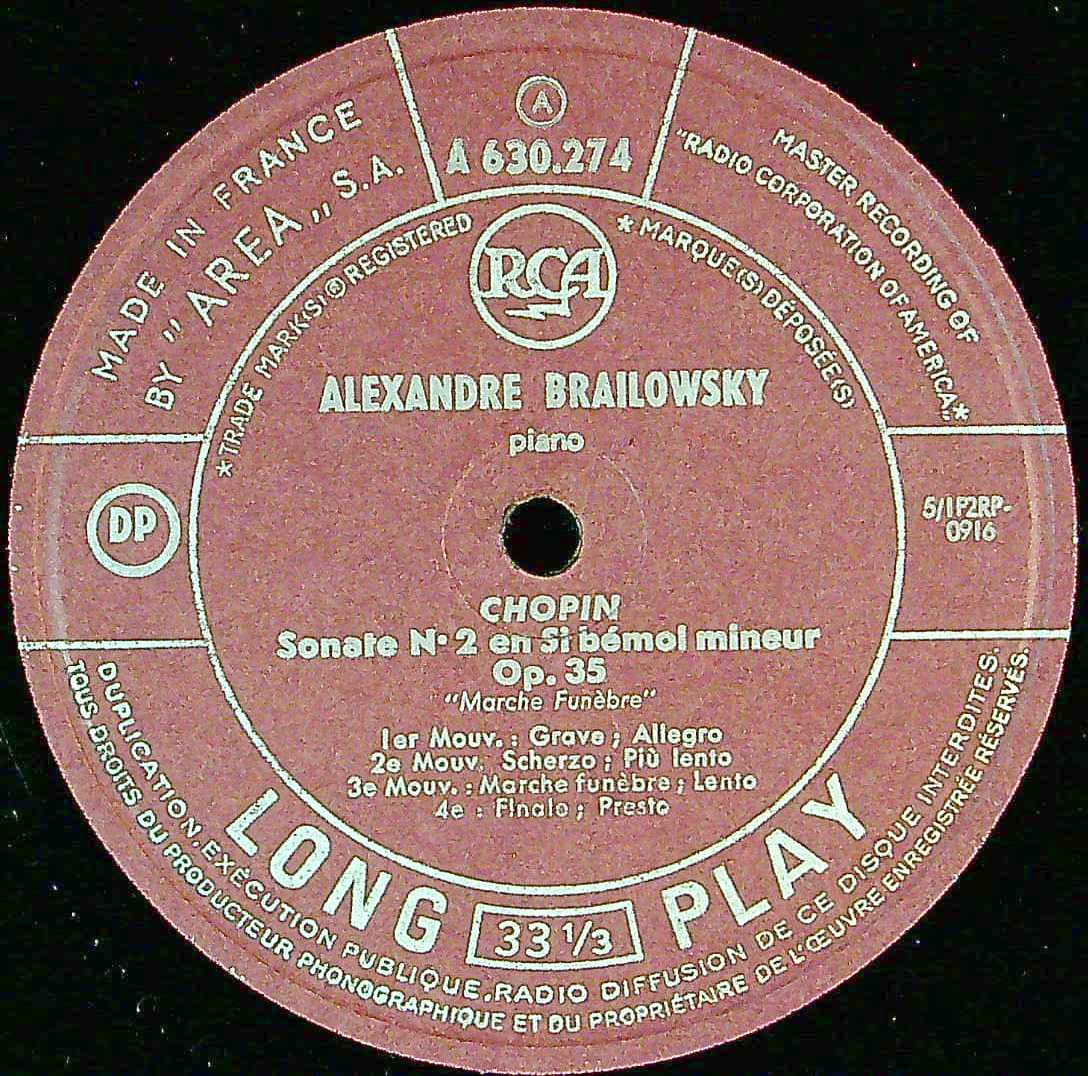 A
A 630.274
MADE IN FRANCE
BY "AREA„ S.A.
MASTER RECORDING OF
"RADIO CORPORATION OF AMERICA„*
*TRADE MARK(S) ® REGISTERED
* MARQUE(S) DÉPOSÉE(S)
RCA
ALEXANDRE BRAILOWSKY
piano
DP
5/1F2RP-
0916
CHOPIN
Sonate N• 2 en Si bémol mineur
Op. 35
"Marche Funèbre"
1er Mouv. : Grave ; Allegro
2e Mouv. Scherzo ; Più lento
3e Mouv. : Marche funèbre ; Lento
4e : Finale ; Presto
LONG 33 1/3 PLAY
DUPLICATION, EXÉCUTION PUBLIQUE, RADIO DIFFUSION DE CE DISQUE INTERDITES.
TOUS DROITS DU PRODUCTEUR PHONOGRAPHIQUE ET DU PROPRIÉTAIRE DE L'ŒUVRE ENREGISTRÉE RÉSERVÉS.